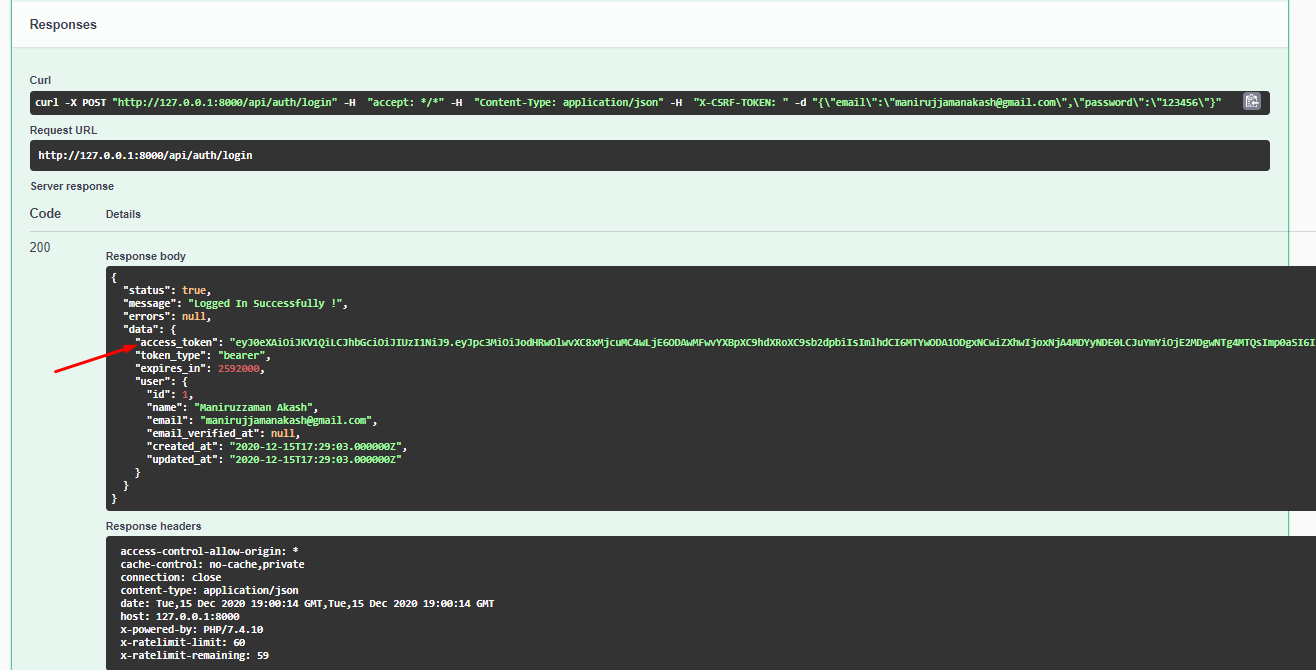 Responses
Curl
curl -X POST "http://127.0.0.1:8000/api/auth/login" -H  "accept: */*" -H  "Content-Type: application/json" -H  "X-CSRF-TOKEN: " -d "{\"email\":\"manirujjamanakash@gmail.com\",\"password\":\"123456\"}"
Request URL
http://127.0.0.1:8000/api/auth/login
Server response
Code Details
200
Response body
{
  "status": true,
  "message": "Logged In Successfully !",
  "errors": null,
  "data": {
    "access_token": "eyJ0eXAiOiJKV1QiLCJhbGciOiJIUzI1NiJ9.eyJpc3MiOiJodHRwOlwvXC8xMjcuMC4wLjE6ODAwMFwvYXBpXC9hdXRoXC9sb2dpbiIsImlhdCI6MTYwODA1ODgxNCwiZXhwIjoxNjA4MDYyNDE0LCJuYmYiOjE2MDgwNTg4MTQsImp0aSI6I
    "token_type": "bearer",
    "expires_in": 2592000,
    "user": {
      "id": 1,
      "name": "Maniruzzaman Akash",
      "email": "manirujjamanakash@gmail.com",
      "email_verified_at": null,
      "created_at": "2020-12-15T17:29:03.000000Z",
      "updated_at": "2020-12-15T17:29:03.000000Z"
    }
  }
}
Response headers
access-control-allow-origin: *
cache-control: no-cache,private
connection: close
content-type: application/json
date: Tue,15 Dec 2020 19:00:14 GMT,Tue,15 Dec 2020 19:00:14 GMT
host: 127.0.0.1:8000
x-powered-by: PHP/7.4.10
x-ratelimit-limit: 60
x-ratelimit-remaining: 59